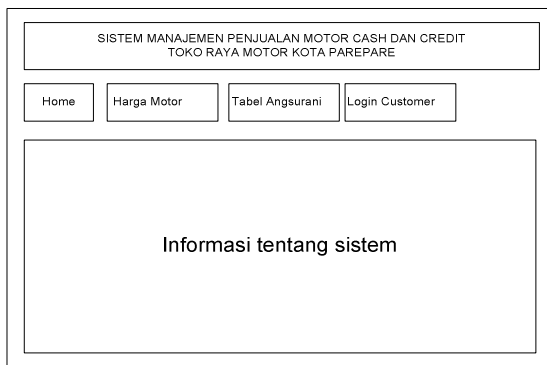 SISTEM MANAJEMEN PENJUALAN MOTOR CASH DAN CREDIT
TOKO RAYA MOTOR KOTA PAREPARE
Home
Harga Motor
Tabel Angsurani
Login Customer
Informasi tentang sistem